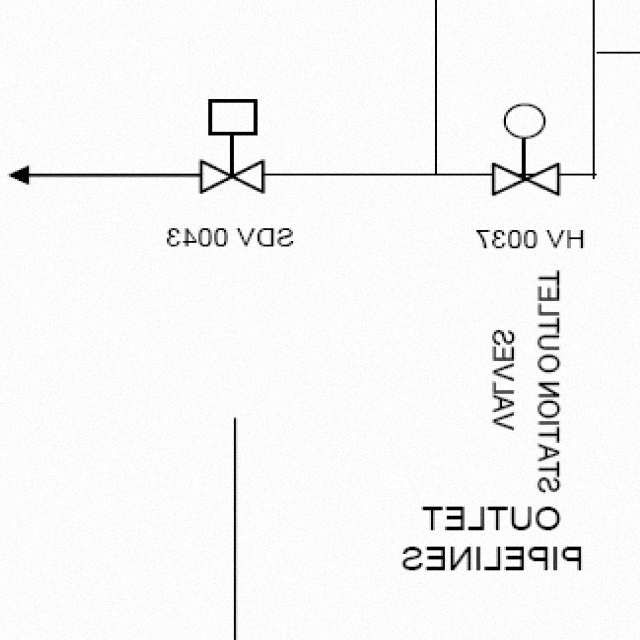 HV 0037
SDV 0043
STATION OUTLET
VALVES
OUTLET
PIPELINES